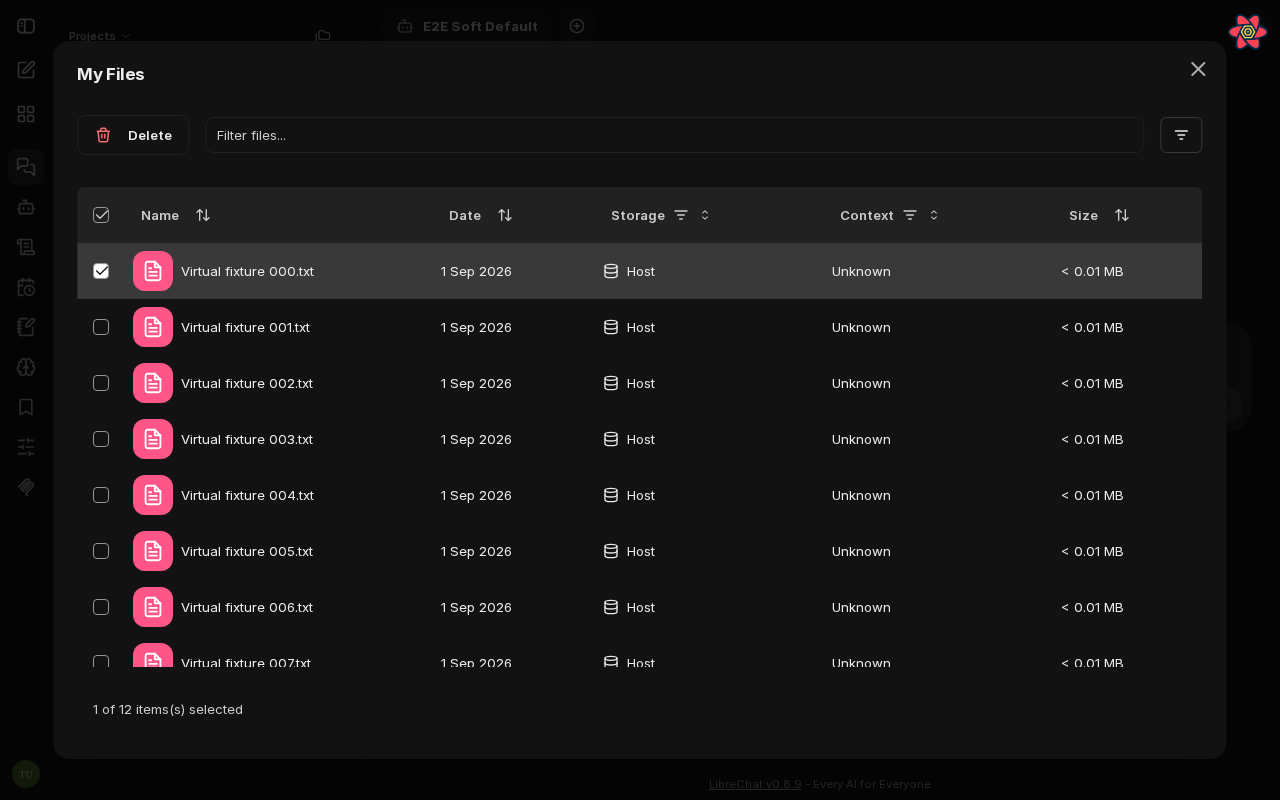 E2E Soft Default
Projects
My Files
Delete
Filter files...
Name Date Storage Context Size
Virtual fixture 000.txt 1 Sep 2026 Host Unknown < 0.01 MB
Virtual fixture 001.txt 1 Sep 2026 Host Unknown < 0.01 MB
Virtual fixture 002.txt 1 Sep 2026 Host Unknown < 0.01 MB
Virtual fixture 003.txt 1 Sep 2026 Host Unknown < 0.01 MB
Virtual fixture 004.txt 1 Sep 2026 Host Unknown < 0.01 MB
Virtual fixture 005.txt 1 Sep 2026 Host Unknown < 0.01 MB
Virtual fixture 006.txt 1 Sep 2026 Host Unknown < 0.01 MB
Virtual fixture 007.txt 1 Sep 2026 Host Unknown < 0.01 MB
1 of 12 items(s) selected
TU
LibreChat v0.8.9 - Every AI for Everyone.